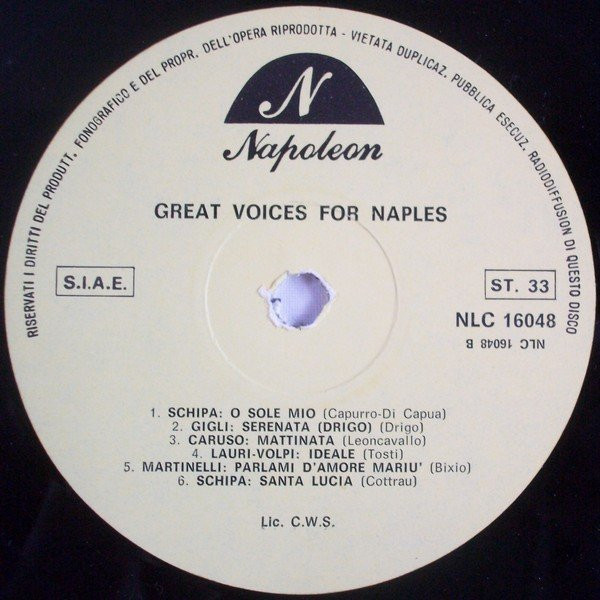 RISERVATI I DIRITTI DEL PRODUTT. FONOGRAFICO E DEL PROPR. DELL'OPERA RIPRODOTTA - VIETATA DUPLICAZ. PUBBLICA ESECUZ. RADIODIFFUSION DI QUESTO DISCO
N
Napoleon
GREAT VOICES FOR NAPLES
S.I.A.E.
ST. 33
NLC 16048
NLC 16048 B
1. SCHIPA: O SOLE MIO (Capurro-Di Capua)
2. GIGLI: SERENATA (DRIGO) (Drigo)
3. CARUSO: MATTINATA (Leoncavallo)
4. LAURI-VOLPI: IDEALE (Tosti)
5. MARTINELLI: PARLAMI D'AMORE MARIU' (Bixio)
6. SCHIPA: SANTA LUCIA (Cottrau)
Lic. C.W.S.